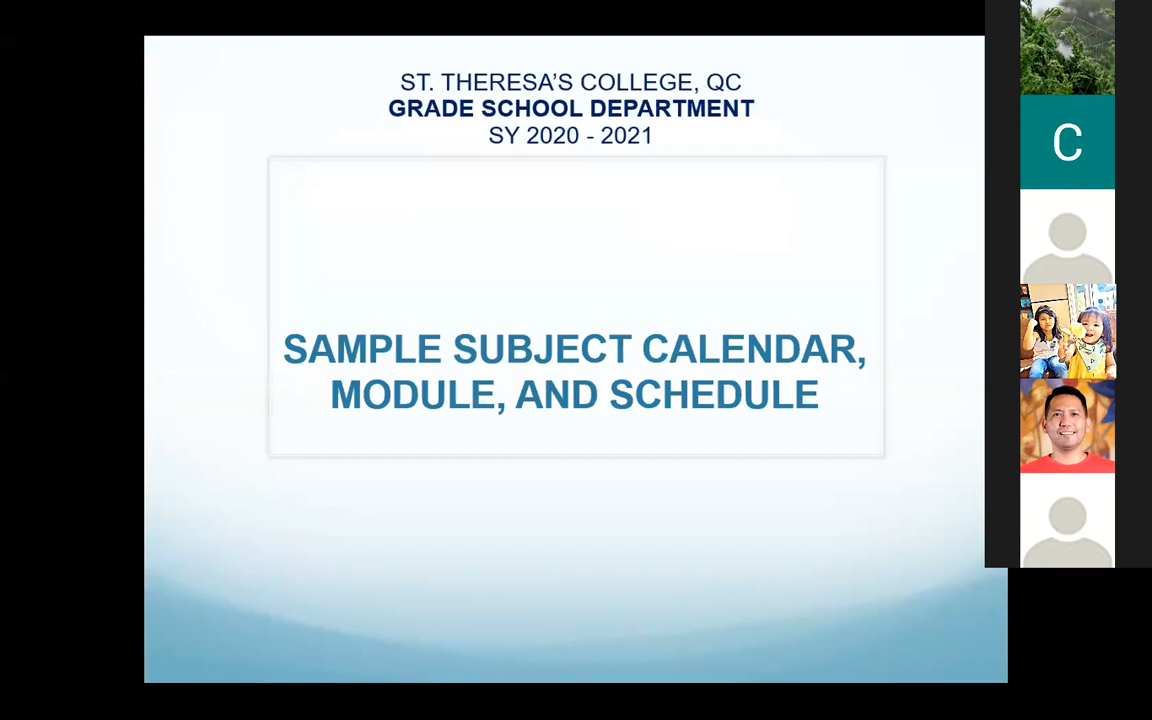 ST. THERESA'S COLLEGE, QC
GRADE SCHOOL DEPARTMENT
SY 2020 - 2021
SAMPLE SUBJECT CALENDAR,
MODULE, AND SCHEDULE
C